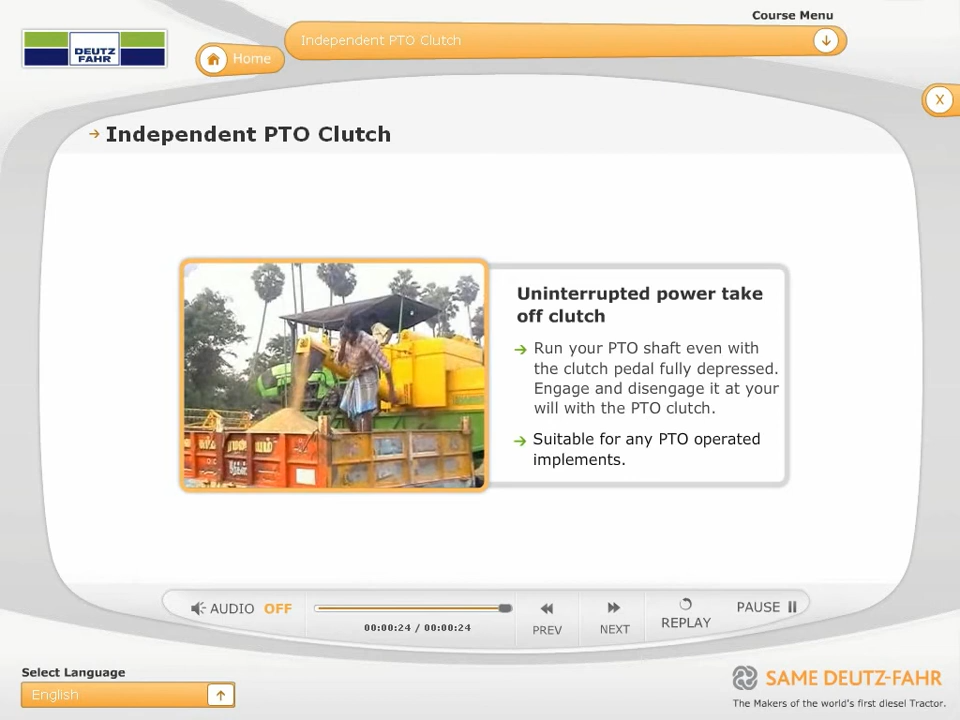 Course Menu
DEUTZ
FAHR
Home
Independent PTO Clutch
X
Independent PTO Clutch
Uninterrupted power take
off clutch
Run your PTO shaft even with
the clutch pedal fully depressed.
Engage and disengage it at your
will with the PTO clutch.
Suitable for any PTO operated
implements.
AUDIO OFF
00:00:24 / 00:00:24
PREV
NEXT
REPLAY
PAUSE
Select Language
English
SAME DEUTZ-FAHR
The Makers of the world's first diesel Tractor.